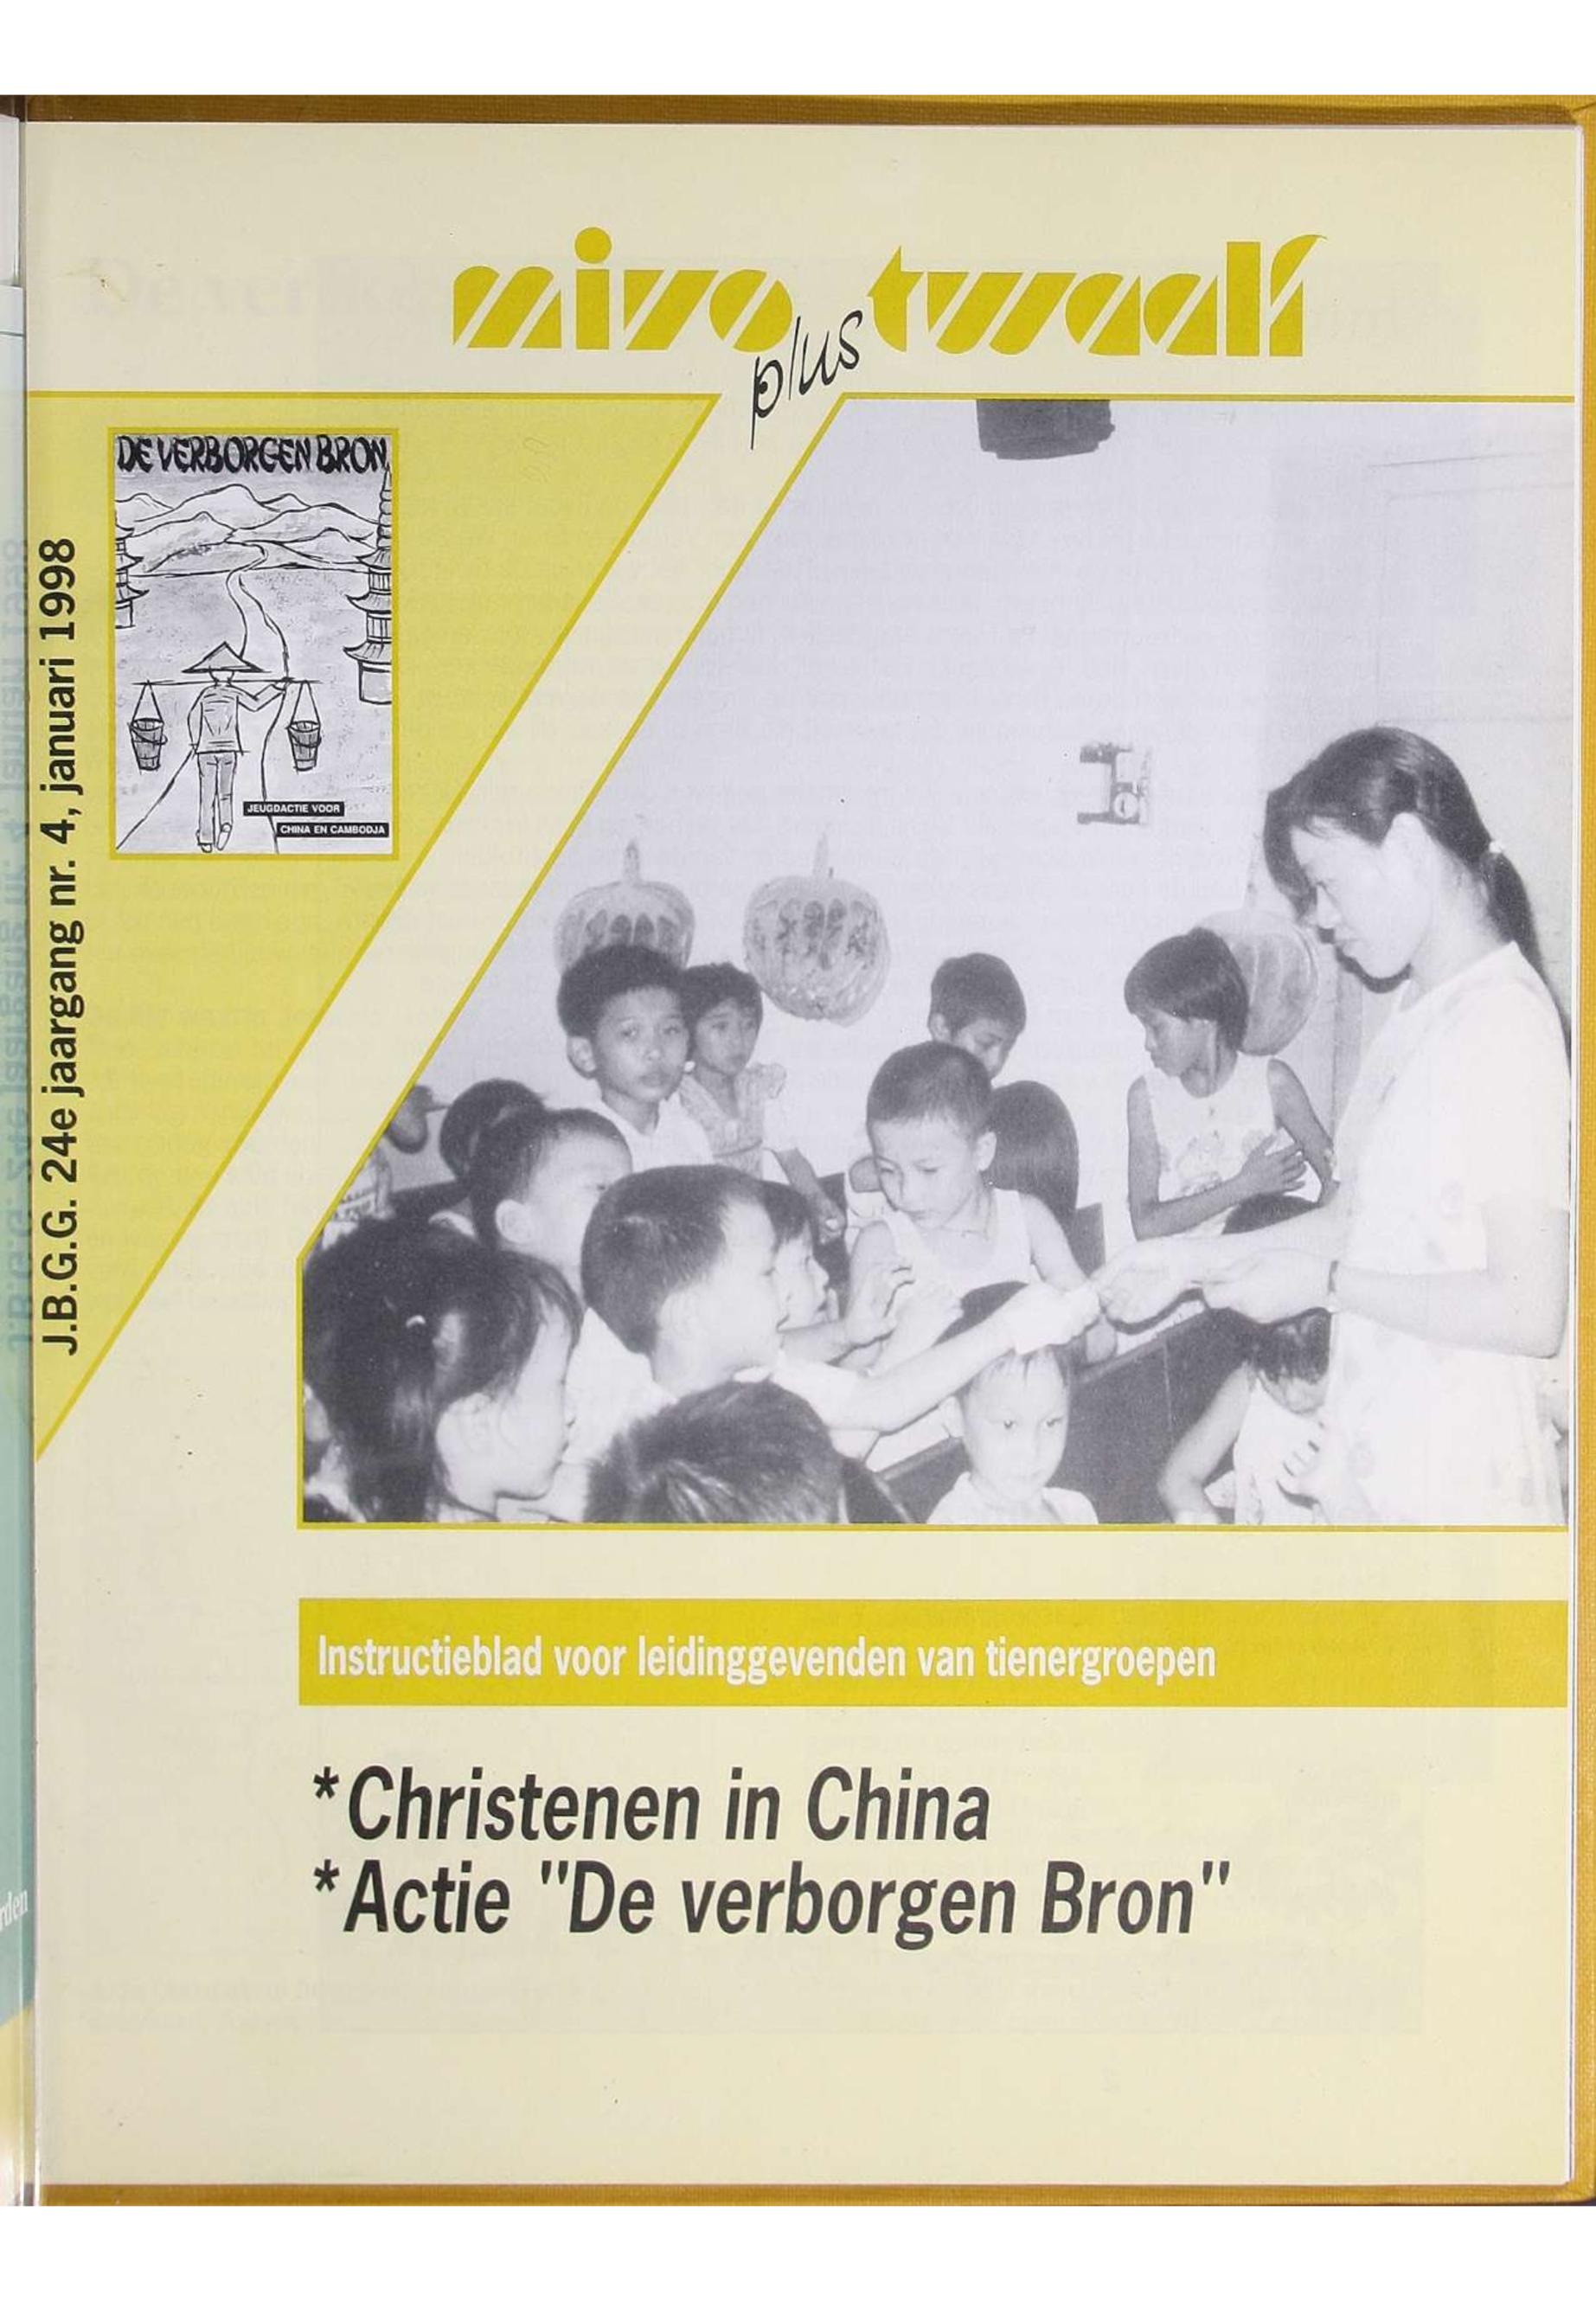 nivo plus twaalf
DE VERBORGEN BRON
JEUGDACTIE VOOR
CHINA EN CAMBODJA
J.B.G.G. 24e jaargang nr. 4, januari 1998
Instructieblad voor leidinggevenden van tienergroepen
*Christenen in China
*Actie "De verborgen Bron"
rden